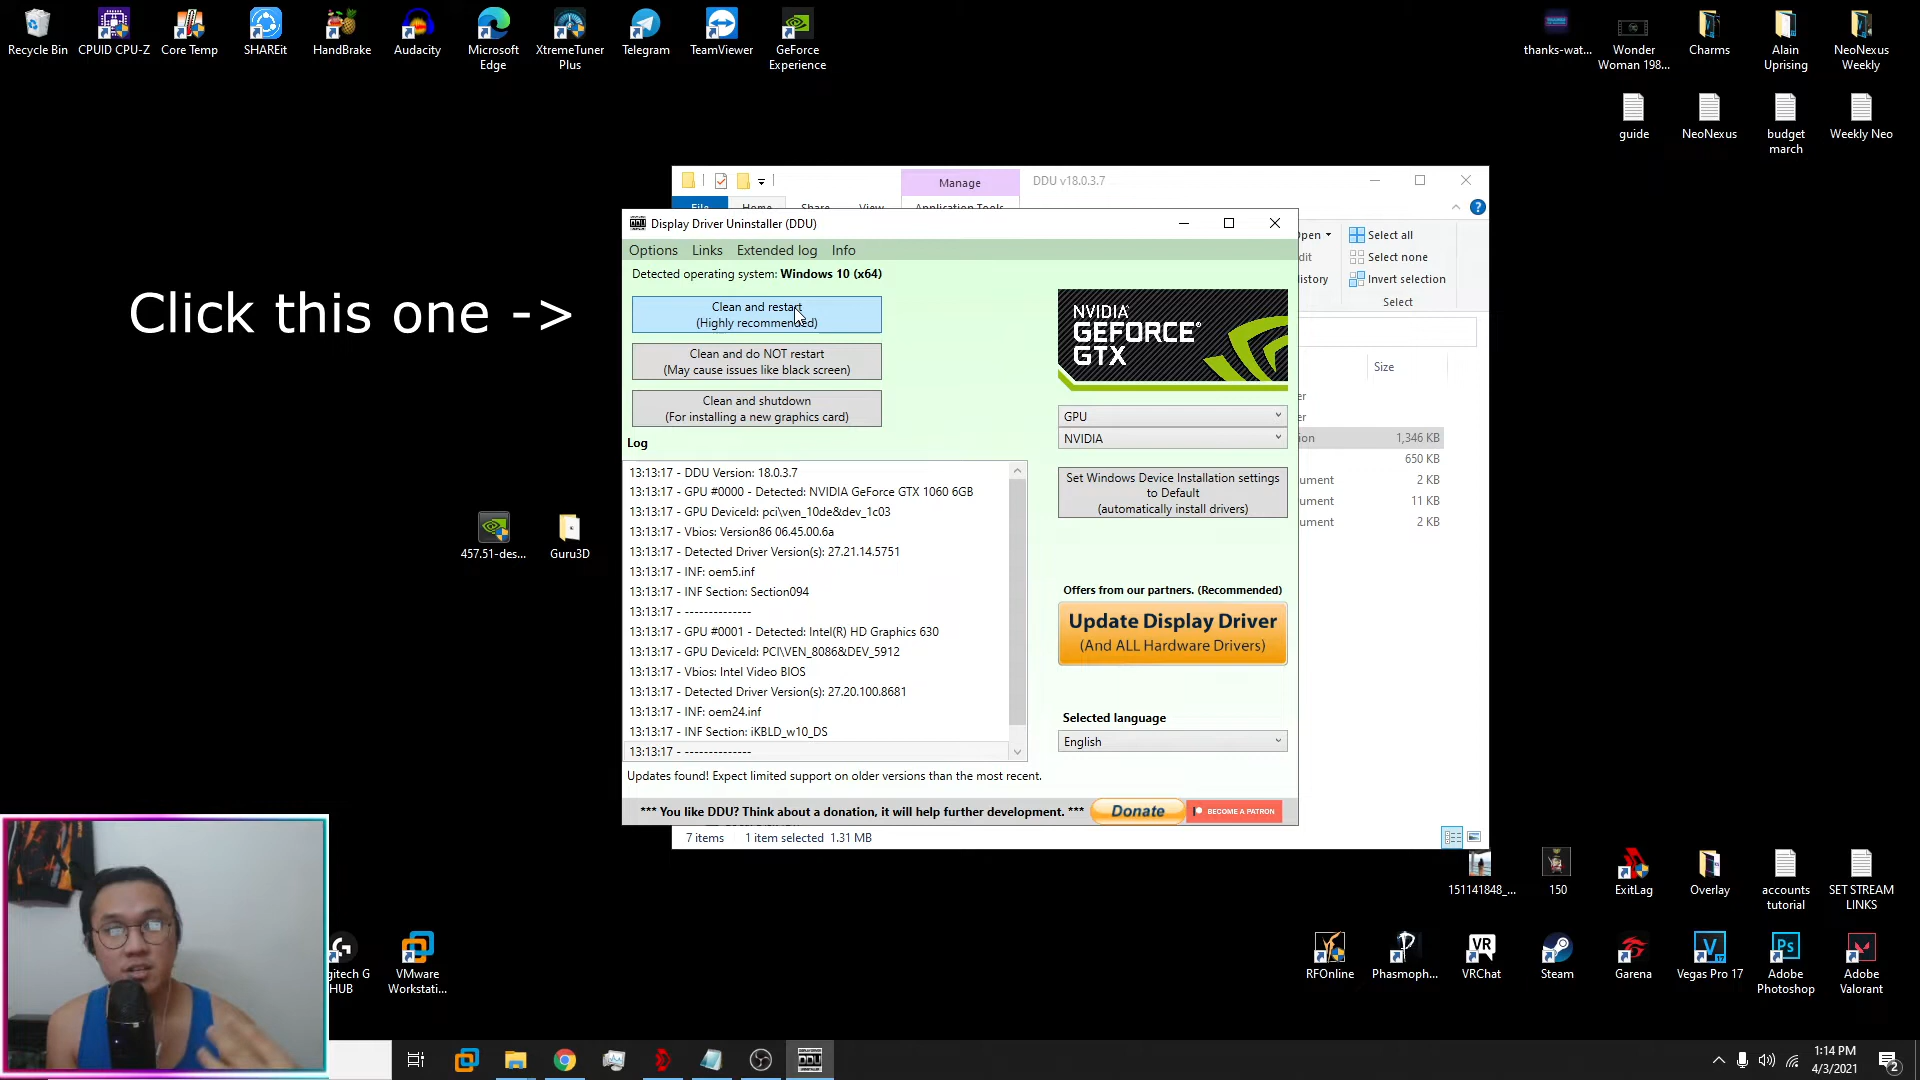 Recycle Bin
CPUID CPU-Z
Core Temp
SHAREit
HandBrake
Audacity
Microsoft
Edge
XtremeTuner
Plus
Telegram
TeamViewer
GeForce
Experience
thanks-wat...
Wonder
Woman 198...
Charms
Alain
Uprising
NeoNexus
Weekly
guide
NeoNexus
budget
march
Weekly Neo
Click this one ->
Manage
DDU v18.0.3.7
File
Home
Share
View
Application Tools
Select all
Select none
Invert selection
Select
Size
1,346 KB
650 KB
2 KB
11 KB
2 KB
Display Driver Uninstaller (DDU)
Options
Links
Extended log
Info
Detected operating system: Windows 10 (x64)
Clean and restart
(Highly recommended)
Clean and do NOT restart
(May cause issues like black screen)
Clean and shutdown
(For installing a new graphics card)
Log
13:13:17 - DDU Version: 18.0.3.7
13:13:17 - GPU #0000 - Detected: NVIDIA GeForce GTX 1060 6GB
13:13:17 - GPU DeviceId: pci\ven_10de&dev_1c03
13:13:17 - Vbios: Version86 06.45.00.6a
13:13:17 - Detected Driver Version(s): 27.21.14.5751
13:13:17 - INF: oem5.inf
13:13:17 - INF Section: Section094
13:13:17 - --------------
13:13:17 - GPU #0001 - Detected: Intel(R) HD Graphics 630
13:13:17 - GPU DeviceId: PCI\VEN_8086&DEV_5912
13:13:17 - Vbios: Intel Video BIOS
13:13:17 - Detected Driver Version(s): 27.20.100.8681
13:13:17 - INF: oem24.inf
13:13:17 - INF Section: iKBLD_w10_DS
13:13:17 - --------------
Updates found! Expect limited support on older versions than the most recent.
NVIDIA
GEFORCE
GTX
GPU
NVIDIA
Set Windows Device Installation settings
to Default
(automatically install drivers)
Offers from our partners. (Recommended)
Update Display Driver
(And ALL Hardware Drivers)
Selected language
English
*** You like DDU? Think about a donation, it will help further development. ***
Donate
BECOME A PATRON
7 items
1 item selected 1.31 MB
457.51-des...
Guru3D
151141848_...
150
ExitLag
Overlay
accounts
tutorial
SET STREAM
LINKS
gitech G
HUB
VMware
Workstati...
RFOnline
Phasmoph...
VRChat
Steam
Garena
Vegas Pro 17
Adobe
Photoshop
Adobe
Valorant
DDU
1:14 PM
4/3/2021
2